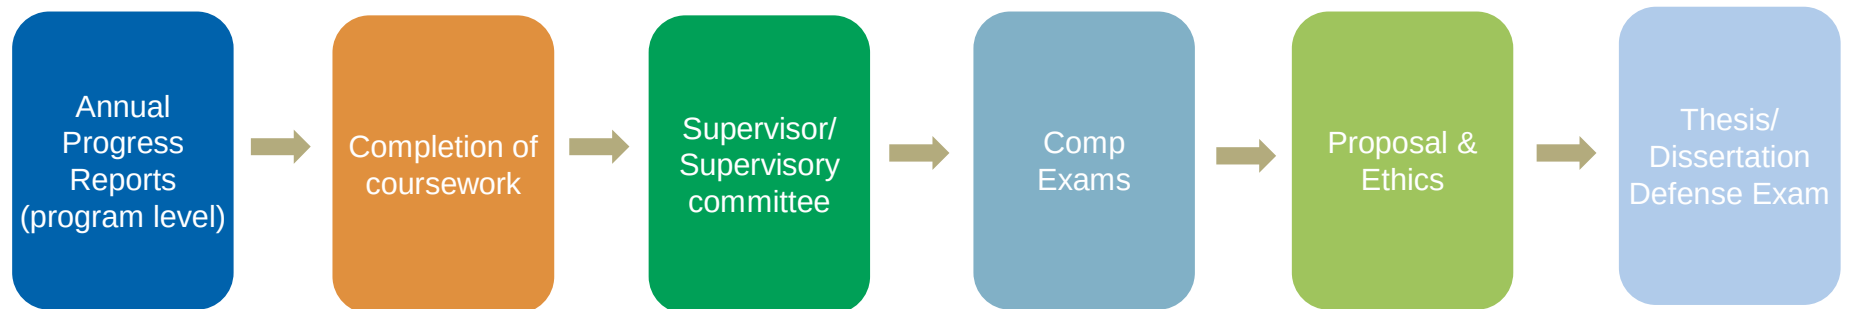 Annual
Progress
Reports
(program level)
Completion of
coursework
Supervisor/
Supervisory
committee
Comp
Exams
Proposal &
Ethics
Thesis/
Dissertation
Defense Exam